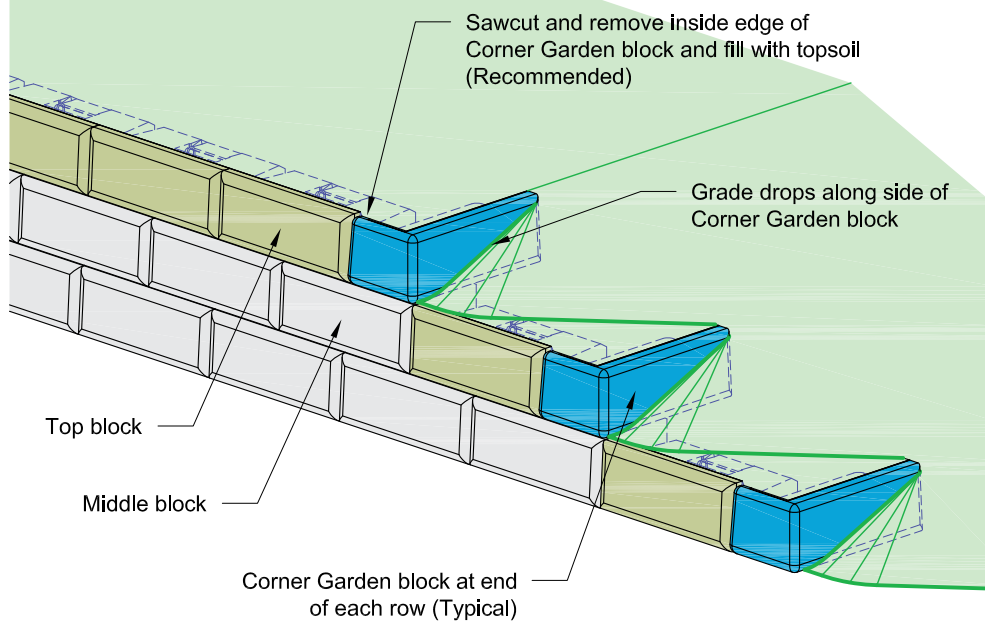 Sawcut and remove inside edge of
Corner Garden block and fill with topsoil
(Recommended)
Grade drops along side of
Corner Garden block
Top block
Middle block
Corner Garden block at end
of each row (Typical)